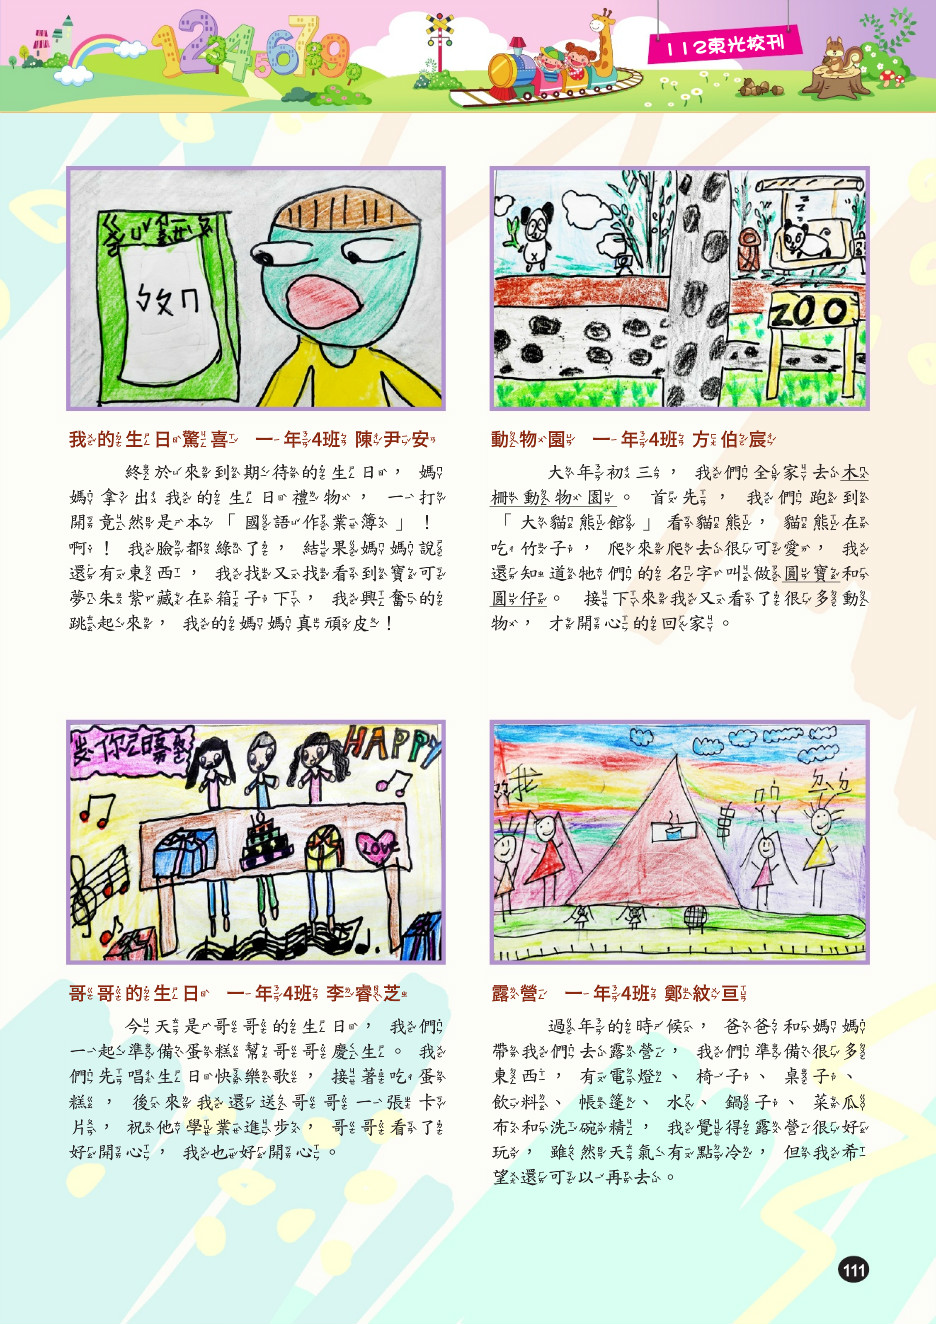 112東光校刊
ㄅㄆㄇ
ZOO
我的生日驚喜 一年4班 陳尹安
終於來到期待的生日,媽
媽拿出我的生日禮物,一打
開竟然是本「國語作業簿」!
啊!我臉都綠了,結果媽媽說
還有東西,我找又找看到寶可
夢朱紫藏在箱子下,我興奮的
跳起來,我的媽媽真頑皮!
動物園 一年4班 方伯宸
大年初三,我們全家去木
柵動物園。首先,我們跑到
「大貓熊館」看貓熊,貓熊在
吃竹子,爬來爬去很可愛,我
還知道牠們的名字叫做圓寶和
圓仔。接下來我又看了很多動
物,才開心的回家。
HAPPY
LOVE
我
哥哥的生日 一年4班 李睿芝
今天是哥哥的生日,我們
一起準備蛋糕幫哥哥慶生。我
們先唱生日快樂歌,接著吃蛋
糕,後來我還送哥哥一張卡
片,祝他學業進步,哥哥看了
好開心,我也好開心。
露營 一年4班 鄭紋亘
過年的時候,爸爸和媽媽
帶我們去露營,我們準備很多
東西,有電燈、椅子、桌子、
飲料、帳篷、水、鍋子、菜瓜
布和洗碗精,我覺得露營很好
玩,雖然天氣有點冷,但我希
望還可以再去。
111